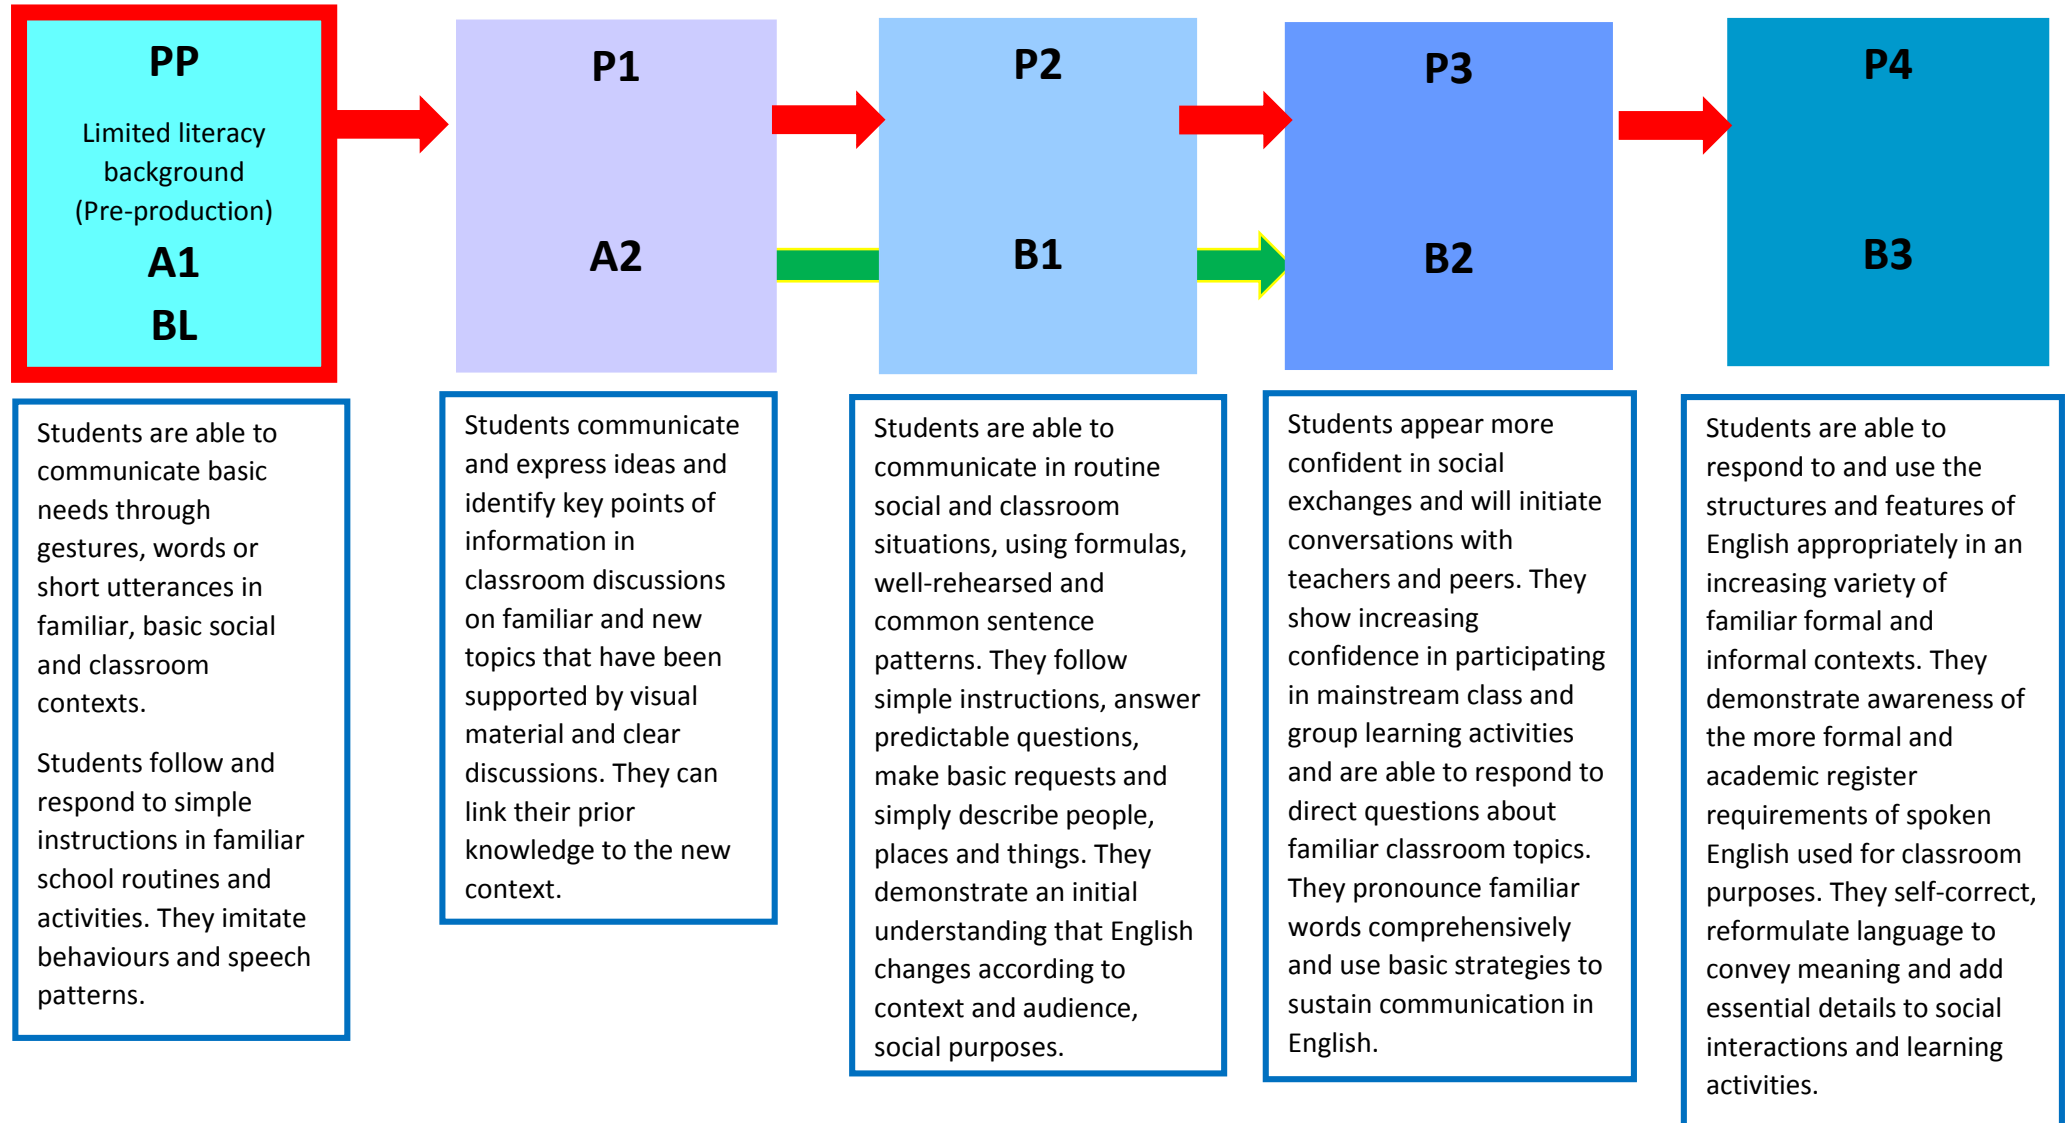 PP
Limited literacy
background
(Pre-production)
A1
BL
P1
A2
P2
B1
P3
B2
P4
B3
Students are able to
communicate basic
needs through
gestures, words or
short utterances in
familiar, basic social
and classroom
contexts.
Students follow and
respond to simple
instructions in familiar
school routines and
activities. They imitate
behaviours and speech
patterns.
Students communicate
and express ideas and
identify key points of
information in
classroom discussions
on familiar and new
topics that have been
supported by visual
material and clear
discussions. They can
link their prior
knowledge to the new
context.
Students are able to
communicate in routine
social and classroom
situations, using formulas,
well-rehearsed and
common sentence
patterns. They follow
simple instructions, answer
predictable questions,
make basic requests and
simply describe people,
places and things. They
demonstrate an initial
understanding that English
changes according to
context and audience,
social purposes.
Students appear more
confident in social
exchanges and will initiate
conversations with
teachers and peers. They
show increasing
confidence in participating
in mainstream class and
group learning activities
and are able to respond to
direct questions about
familiar classroom topics.
They pronounce familiar
words comprehensively
and use basic strategies to
sustain communication in
English.
Students are able to
respond to and use the
structures and features of
English appropriately in an
increasing variety of
familiar formal and
informal contexts. They
demonstrate awareness of
the more formal and
academic register
requirements of spoken
English used for classroom
purposes. They self-correct,
reformulate language to
convey meaning and add
essential details to social
interactions and learning
activities.